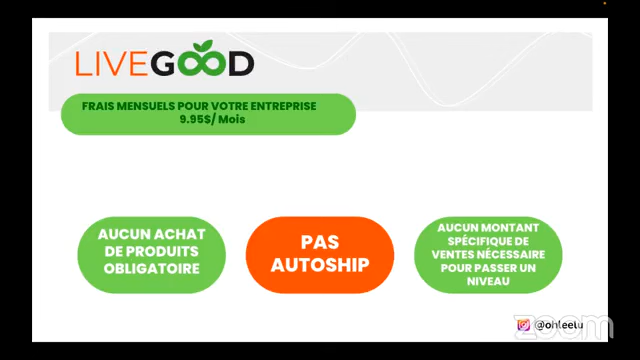 LIVEGOOD
FRAIS MENSUELS POUR VOTRE ENTREPRISE
9.95$/ Mois
AUCUN ACHAT
DE PRODUITS
OBLIGATOIRE
PAS
AUTOSHIP
AUCUN MONTANT
SPÉCIFIQUE DE
VENTES NÉCESSAIRE
POUR PASSER UN
NIVEAU
zoom